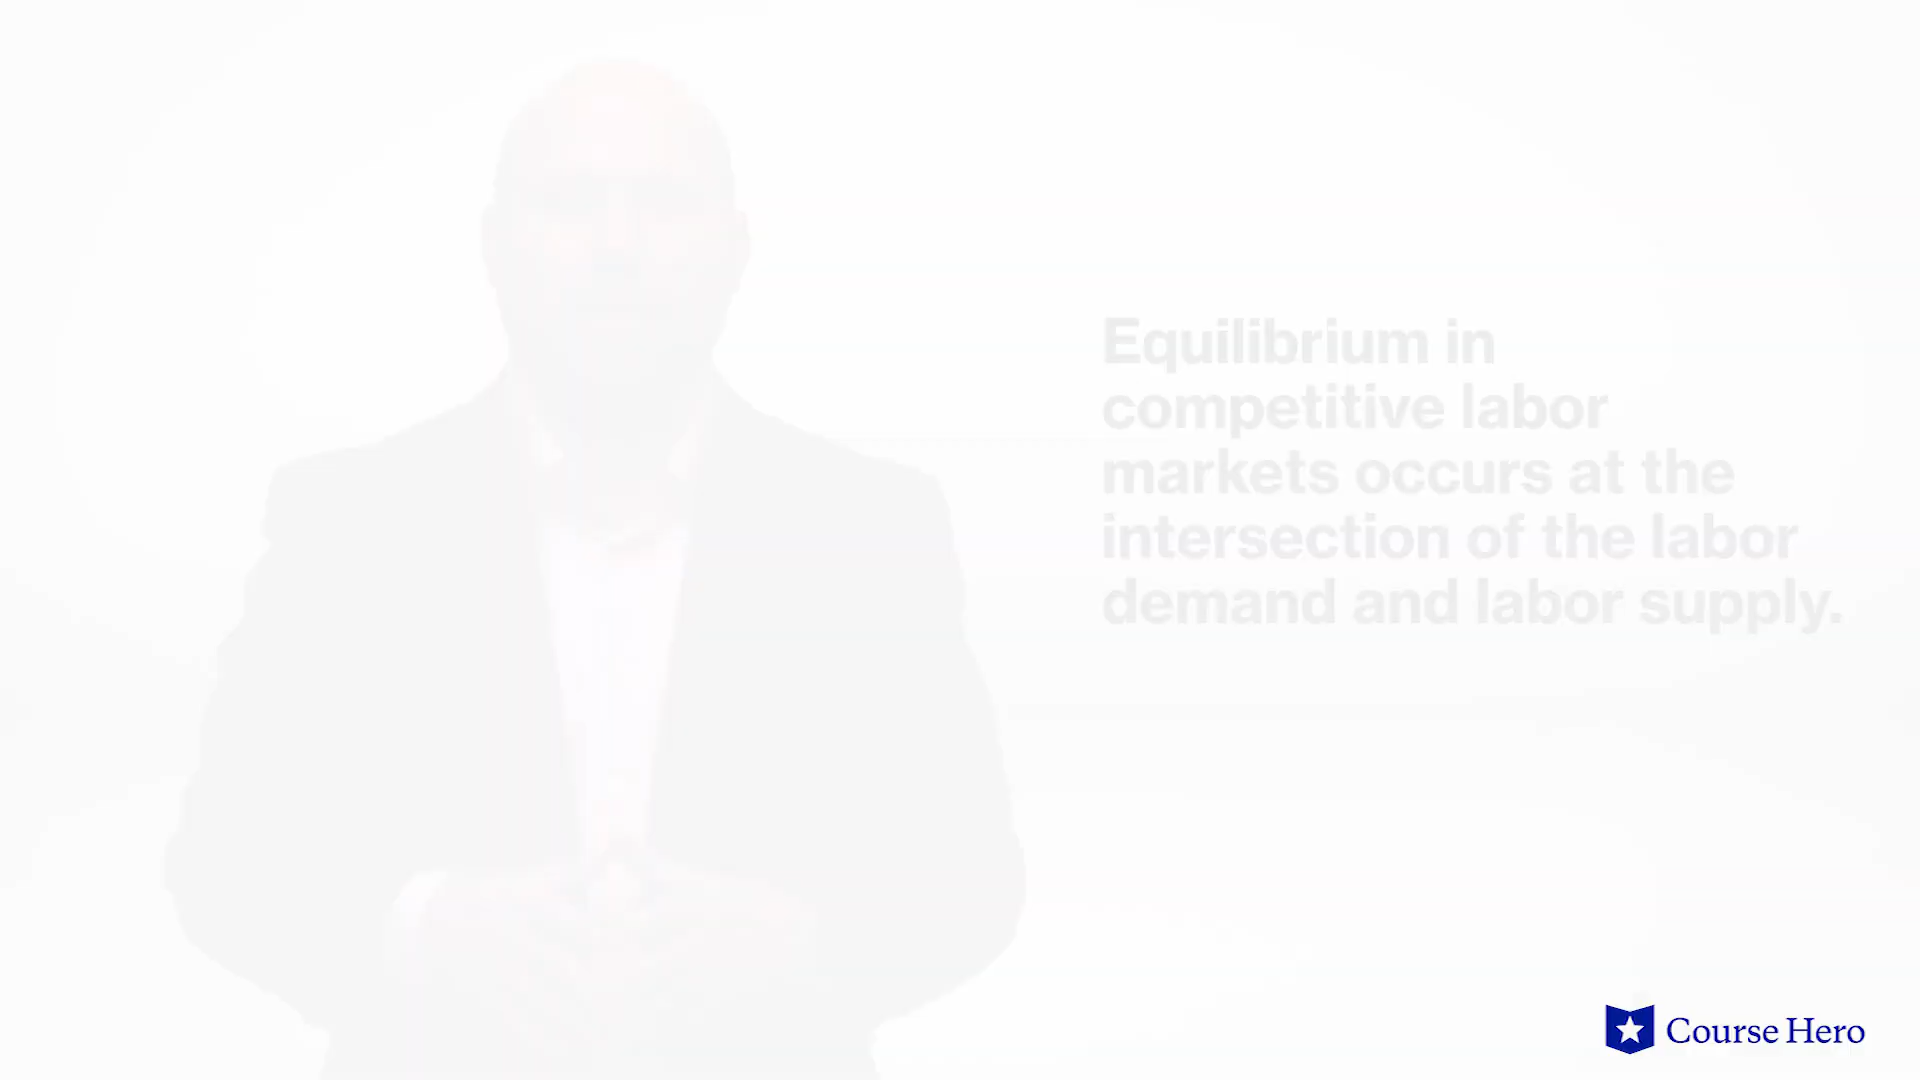 Equilibrium in
competitive labor
markets occurs at the
intersection of the labor
demand and labor supply.
Course Hero